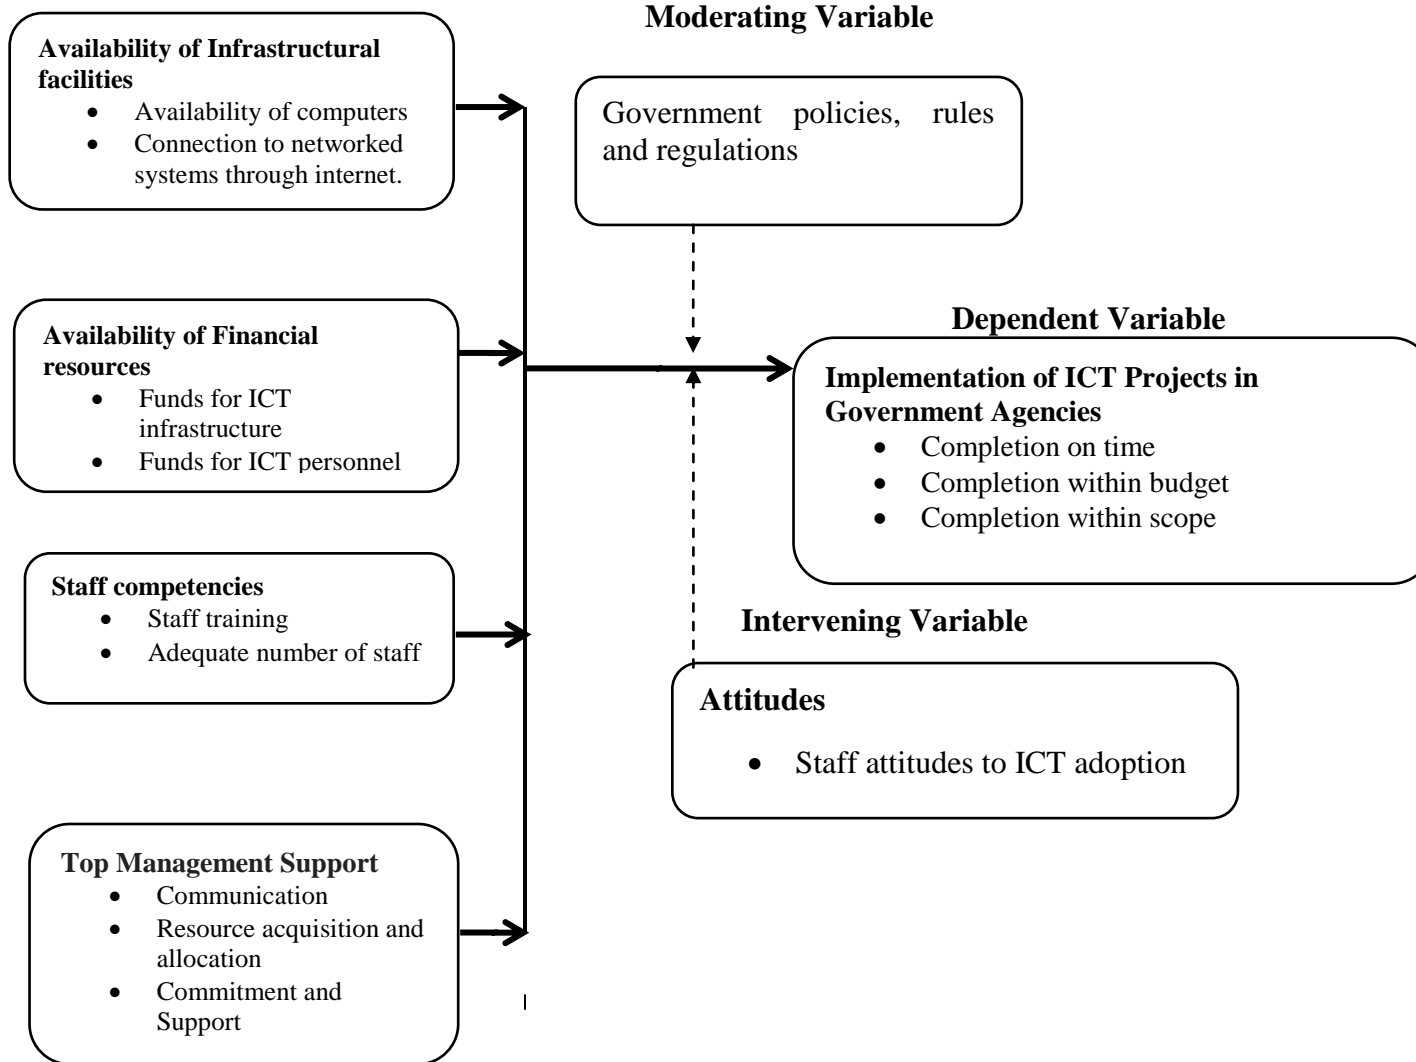 Moderating Variable
Availability of Infrastructural
facilities
• Availability of computers
• Connection to networked
systems through internet.
Government policies, rules
and regulations
Availability of Financial
resources
• Funds for ICT
infrastructure
• Funds for ICT personnel
Dependent Variable
Implementation of ICT Projects in
Government Agencies
• Completion on time
• Completion within budget
• Completion within scope
Staff competencies
• Staff training
• Adequate number of staff
Intervening Variable
Attitudes
• Staff attitudes to ICT adoption
Top Management Support
• Communication
• Resource acquisition and
allocation
• Commitment and
Support